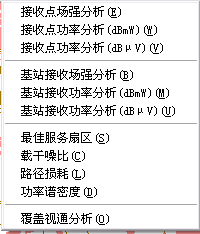 接收点场强分析(E)
接收点功率分析(dBmW)(W)
接收点功率分析(dBμV)(V)
基站接收场强分析(B)
基站接收功率分析(dBmW)(M)
基站接收功率分析(dBμV)(U)
最佳服务扇区(S)
载干噪比(C)
路径损耗(L)
功率谱密度(D)
覆盖视通分析(O)